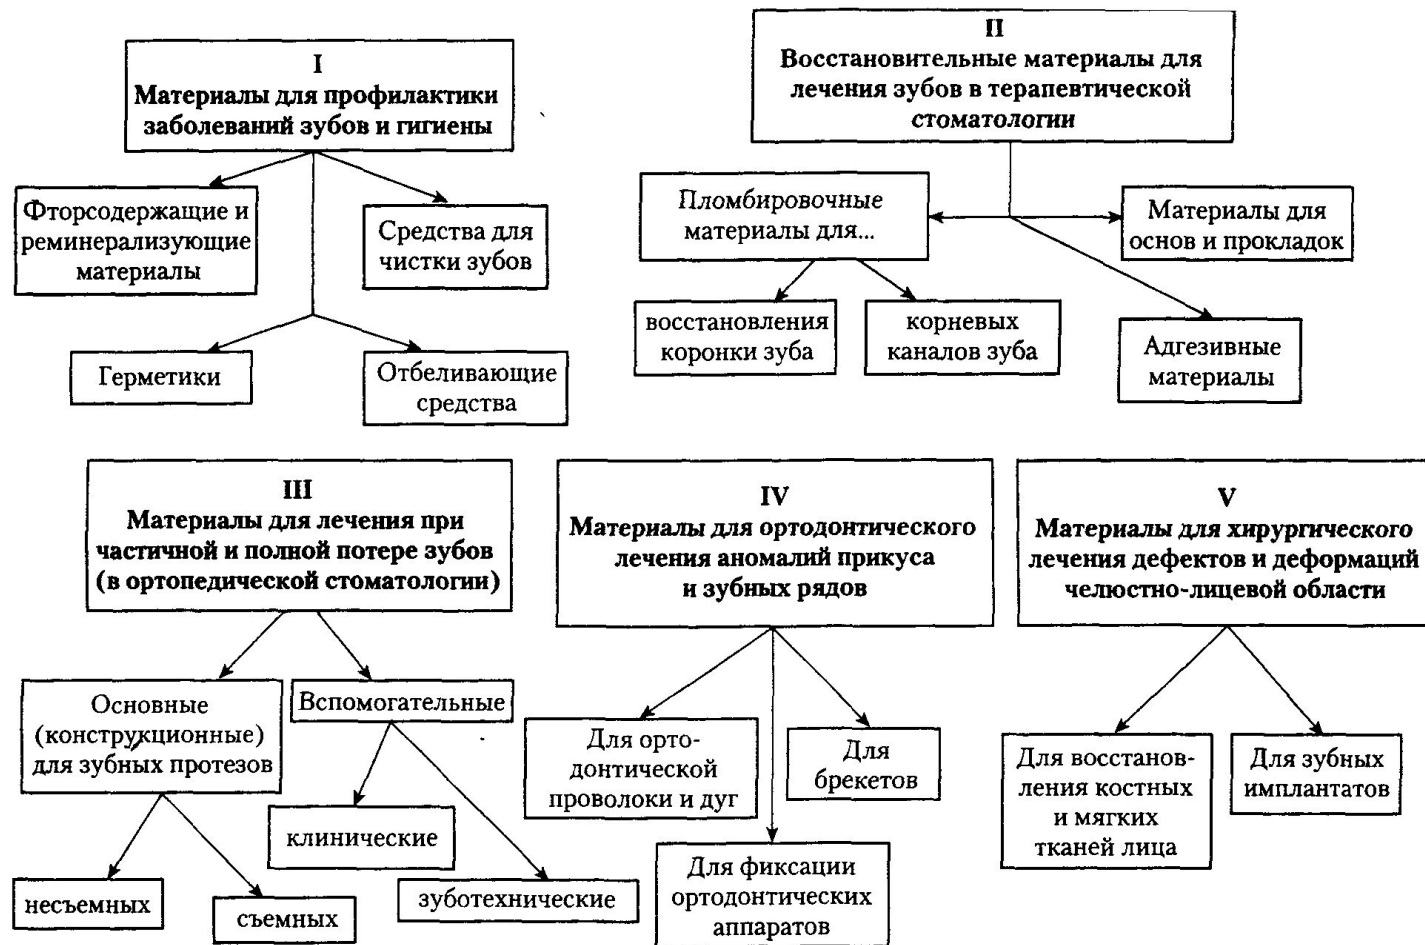 I
Материалы для профилактики
заболеваний зубов и гигиены
Фторсодержащие и
реминерализующие
материалы
Средства для
чистки зубов
Герметики
Отбеливающие
средства
II
Восстановительные материалы для
лечения зубов в терапевтической
стоматологии
Пломбировочные
материалы для...
Материалы для
основ и прокладок
восстановления
коронки зуба
корневых
каналов зуба
Адгезивные
материалы
III
Материалы для лечения при
частичной и полной потере зубов
(в ортопедической стоматологии)
Основные
(конструкционные)
для зубных протезов
Вспомогательные
клинические
зуботехнические
несъемных
съемных
IV
Материалы для ортодонтического
лечения аномалий прикуса
и зубных рядов
Для орто-
донтической
проволоки и дуг
Для
брекетов
Для фиксации
ортодонтических
аппаратов
V
Материалы для хирургического
лечения дефектов и деформаций
челюстно-лицевой области
Для восстанов-
ления костных
и мягких
тканей лица
Для зубных
имплантатов